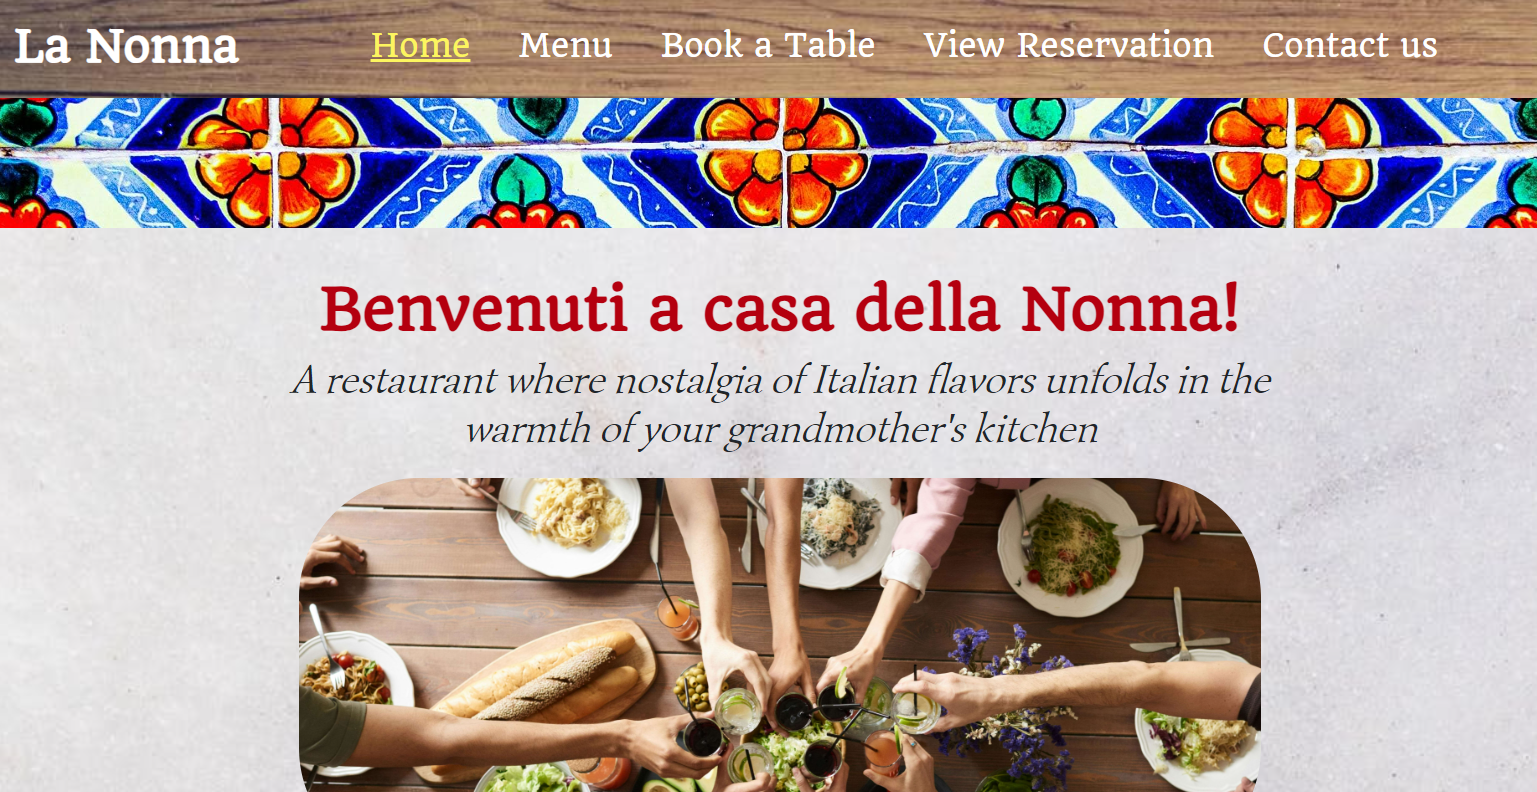 La Nonna Home Menu Book a Table View Reservation Contact us
Benvenuti a casa della Nonna!
A restaurant where nostalgia of Italian flavors unfolds in the
warmth of your grandmother's kitchen